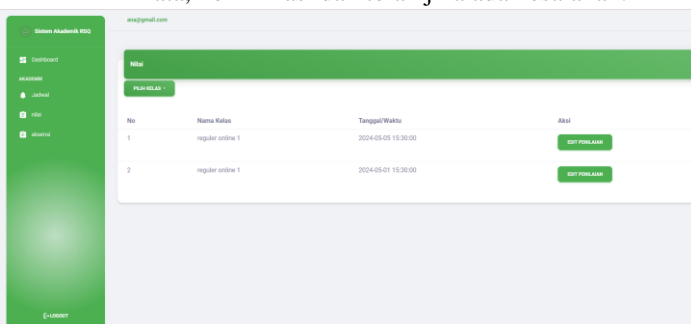 ana@gmail.com
Sistem Akademik RSQ
Dashboard
AKADEMIK
Jadwal
nilai
absensi
LOGOUT
Nilai
PILIH KELAS
No Nama Kelas Tanggal/Waktu Aksi
1 reguler online 1 2024-05-05 15:30:00 EDIT PENILAIAN
2 reguler online 1 2024-05-01 15:30:00 EDIT PENILAIAN